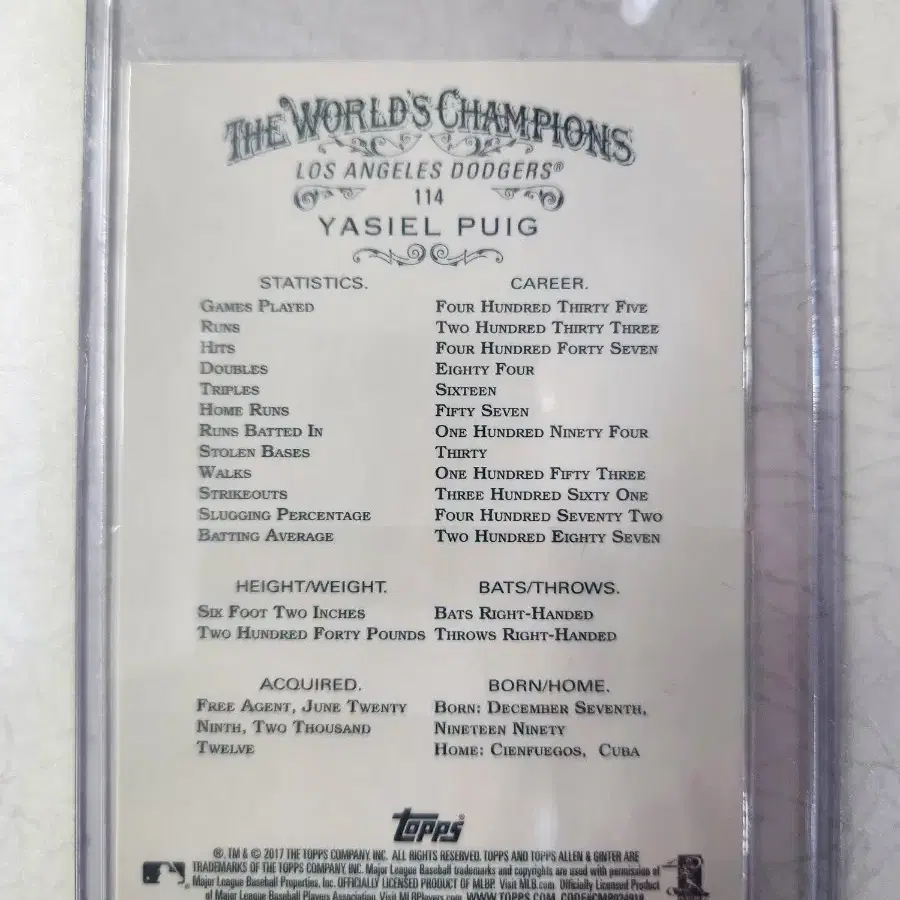 THE WORLD'S CHAMPIONS
LOS ANGELES DODGERS®
114
YASIEL PUIG
STATISTICS. CAREER.
GAMES PLAYED FOUR HUNDRED THIRTY FIVE
RUNS TWO HUNDRED THIRTY THREE
HITS FOUR HUNDRED FORTY SEVEN
DOUBLES EIGHTY FOUR
TRIPLES SIXTEEN
HOME RUNS FIFTY SEVEN
RUNS BATTED IN ONE HUNDRED NINETY FOUR
STOLEN BASES THIRTY
WALKS ONE HUNDRED FIFTY THREE
STRIKEOUTS THREE HUNDRED SIXTY ONE
SLUGGING PERCENTAGE FOUR HUNDRED SEVENTY TWO
BATTING AVERAGE TWO HUNDRED EIGHTY SEVEN
HEIGHT/WEIGHT. BATS/THROWS.
SIX FOOT TWO INCHES BATS RIGHT-HANDED
TWO HUNDRED FORTY POUNDS THROWS RIGHT-HANDED
ACQUIRED. BORN/HOME.
FREE AGENT, JUNE TWENTY BORN: DECEMBER SEVENTH,
NINTH, TWO THOUSAND NINETEEN NINETY
TWELVE HOME: CIENFUEGOS, CUBA
topps®
®, TM & © 2017 THE TOPPS COMPANY, INC. ALL RIGHTS RESERVED. TOPPS AND TOPPS ALLEN & GINTER ARE
TRADEMARKS OF THE TOPPS COMPANY, INC. Major League Baseball trademarks and copyrights are used with permission of
Major League Baseball Properties, Inc. OFFICIALLY LICENSED PRODUCT OF MLBP. Visit MLB.com Officially Licensed Product
of Major League Baseball Players Association Visit MLBPlayers.com WWW.TOPPS.COM